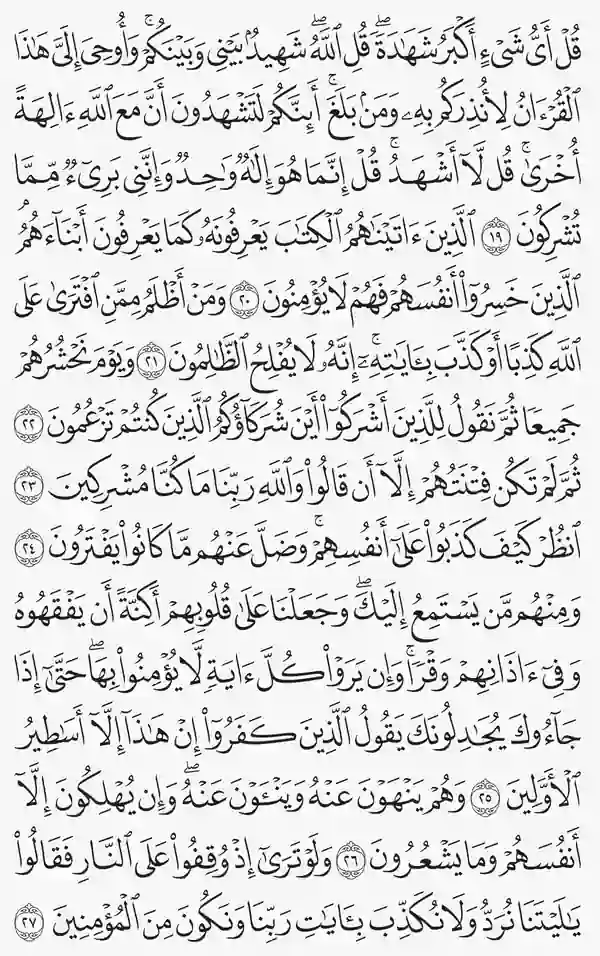 قُلْ أَىُّ شَىْءٍ أَكْبَرُ شَهَٰدَةً ۖ قُلِ ٱللَّهُ ۖ شَهِيدٌۢ بَيْنِى وَبَيْنَكُمْ ۚ وَأُوحِىَ إِلَىَّ هَٰذَا
ٱلْقُرْءَانُ لِأُنذِرَكُم بِهِۦ وَمَنۢ بَلَغَ ۚ أَئِنَّكُمْ لَتَشْهَدُونَ أَنَّ مَعَ ٱللَّهِ ءَالِهَةً
أُخْرَىٰ ۚ قُل لَّآ أَشْهَدُ ۚ قُلْ إِنَّمَا هُوَ إِلَٰهٌ وَٰحِدٌ وَإِنَّنِى بَرِىٓءٌ مِّمَّا
تُشْرِكُونَ ١٩ ٱلَّذِينَ ءَاتَيْنَٰهُمُ ٱلْكِتَٰبَ يَعْرِفُونَهُۥ كَمَا يَعْرِفُونَ أَبْنَآءَهُمُ ۘ
ٱلَّذِينَ خَسِرُوٓا۟ أَنفُسَهُمْ فَهُمْ لَا يُؤْمِنُونَ ٢٠ وَمَنْ أَظْلَمُ مِمَّنِ ٱفْتَرَىٰ عَلَى
ٱللَّهِ كَذِبًا أَوْ كَذَّبَ بِـَٔايَٰتِهِۦٓ ۗ إِنَّهُۥ لَا يُفْلِحُ ٱلظَّٰلِمُونَ ٢١ وَيَوْمَ نَحْشُرُهُمْ
جَمِيعًا ثُمَّ نَقُولُ لِلَّذِينَ أَشْرَكُوٓا۟ أَيْنَ شُرَكَآؤُكُمُ ٱلَّذِينَ كُنتُمْ تَزْعُمُونَ ٢٢
ثُمَّ لَمْ تَكُن فِتْنَتُهُمْ إِلَّآ أَن قَالُوا۟ وَٱللَّهِ رَبِّنَا مَا كُنَّا مُشْرِكِينَ ٢٣
ٱنظُرْ كَيْفَ كَذَبُوا۟ عَلَىٰٓ أَنفُسِهِمْ ۚ وَضَلَّ عَنْهُم مَّا كَانُوا۟ يَفْتَرُونَ ٢٤
وَمِنْهُم مَّن يَسْتَمِعُ إِلَيْكَ ۖ وَجَعَلْنَا عَلَىٰ قُلُوبِهِمْ أَكِنَّةً أَن يَفْقَهُوهُ
وَفِىٓ ءَاذَانِهِمْ وَقْرًا ۚ وَإِن يَرَوْا۟ كُلَّ ءَايَةٍ لَّا يُؤْمِنُوا۟ بِهَا ۖ حَتَّىٰٓ إِذَا
جَآءُوكَ يُجَٰدِلُونَكَ يَقُولُ ٱلَّذِينَ كَفَرُوٓا۟ إِنْ هَٰذَآ إِلَّآ أَسَٰطِيرُ
ٱلْأَوَّلِينَ ٢٥ وَهُمْ يَنْهَوْنَ عَنْهُ وَيَنْـَٔوْنَ عَنْهُ ۖ وَإِن يُهْلِكُونَ إِلَّآ
أَنفُسَهُمْ وَمَا يَشْعُرُونَ ٢٦ وَلَوْ تَرَىٰٓ إِذْ وُقِفُوا۟ عَلَى ٱلنَّارِ فَقَالُوا۟
يَٰلَيْتَنَا نُرَدُّ وَلَا نُكَذِّبَ بِـَٔايَٰتِ رَبِّنَا وَنَكُونَ مِنَ ٱلْمُؤْمِنِينَ ٢٧